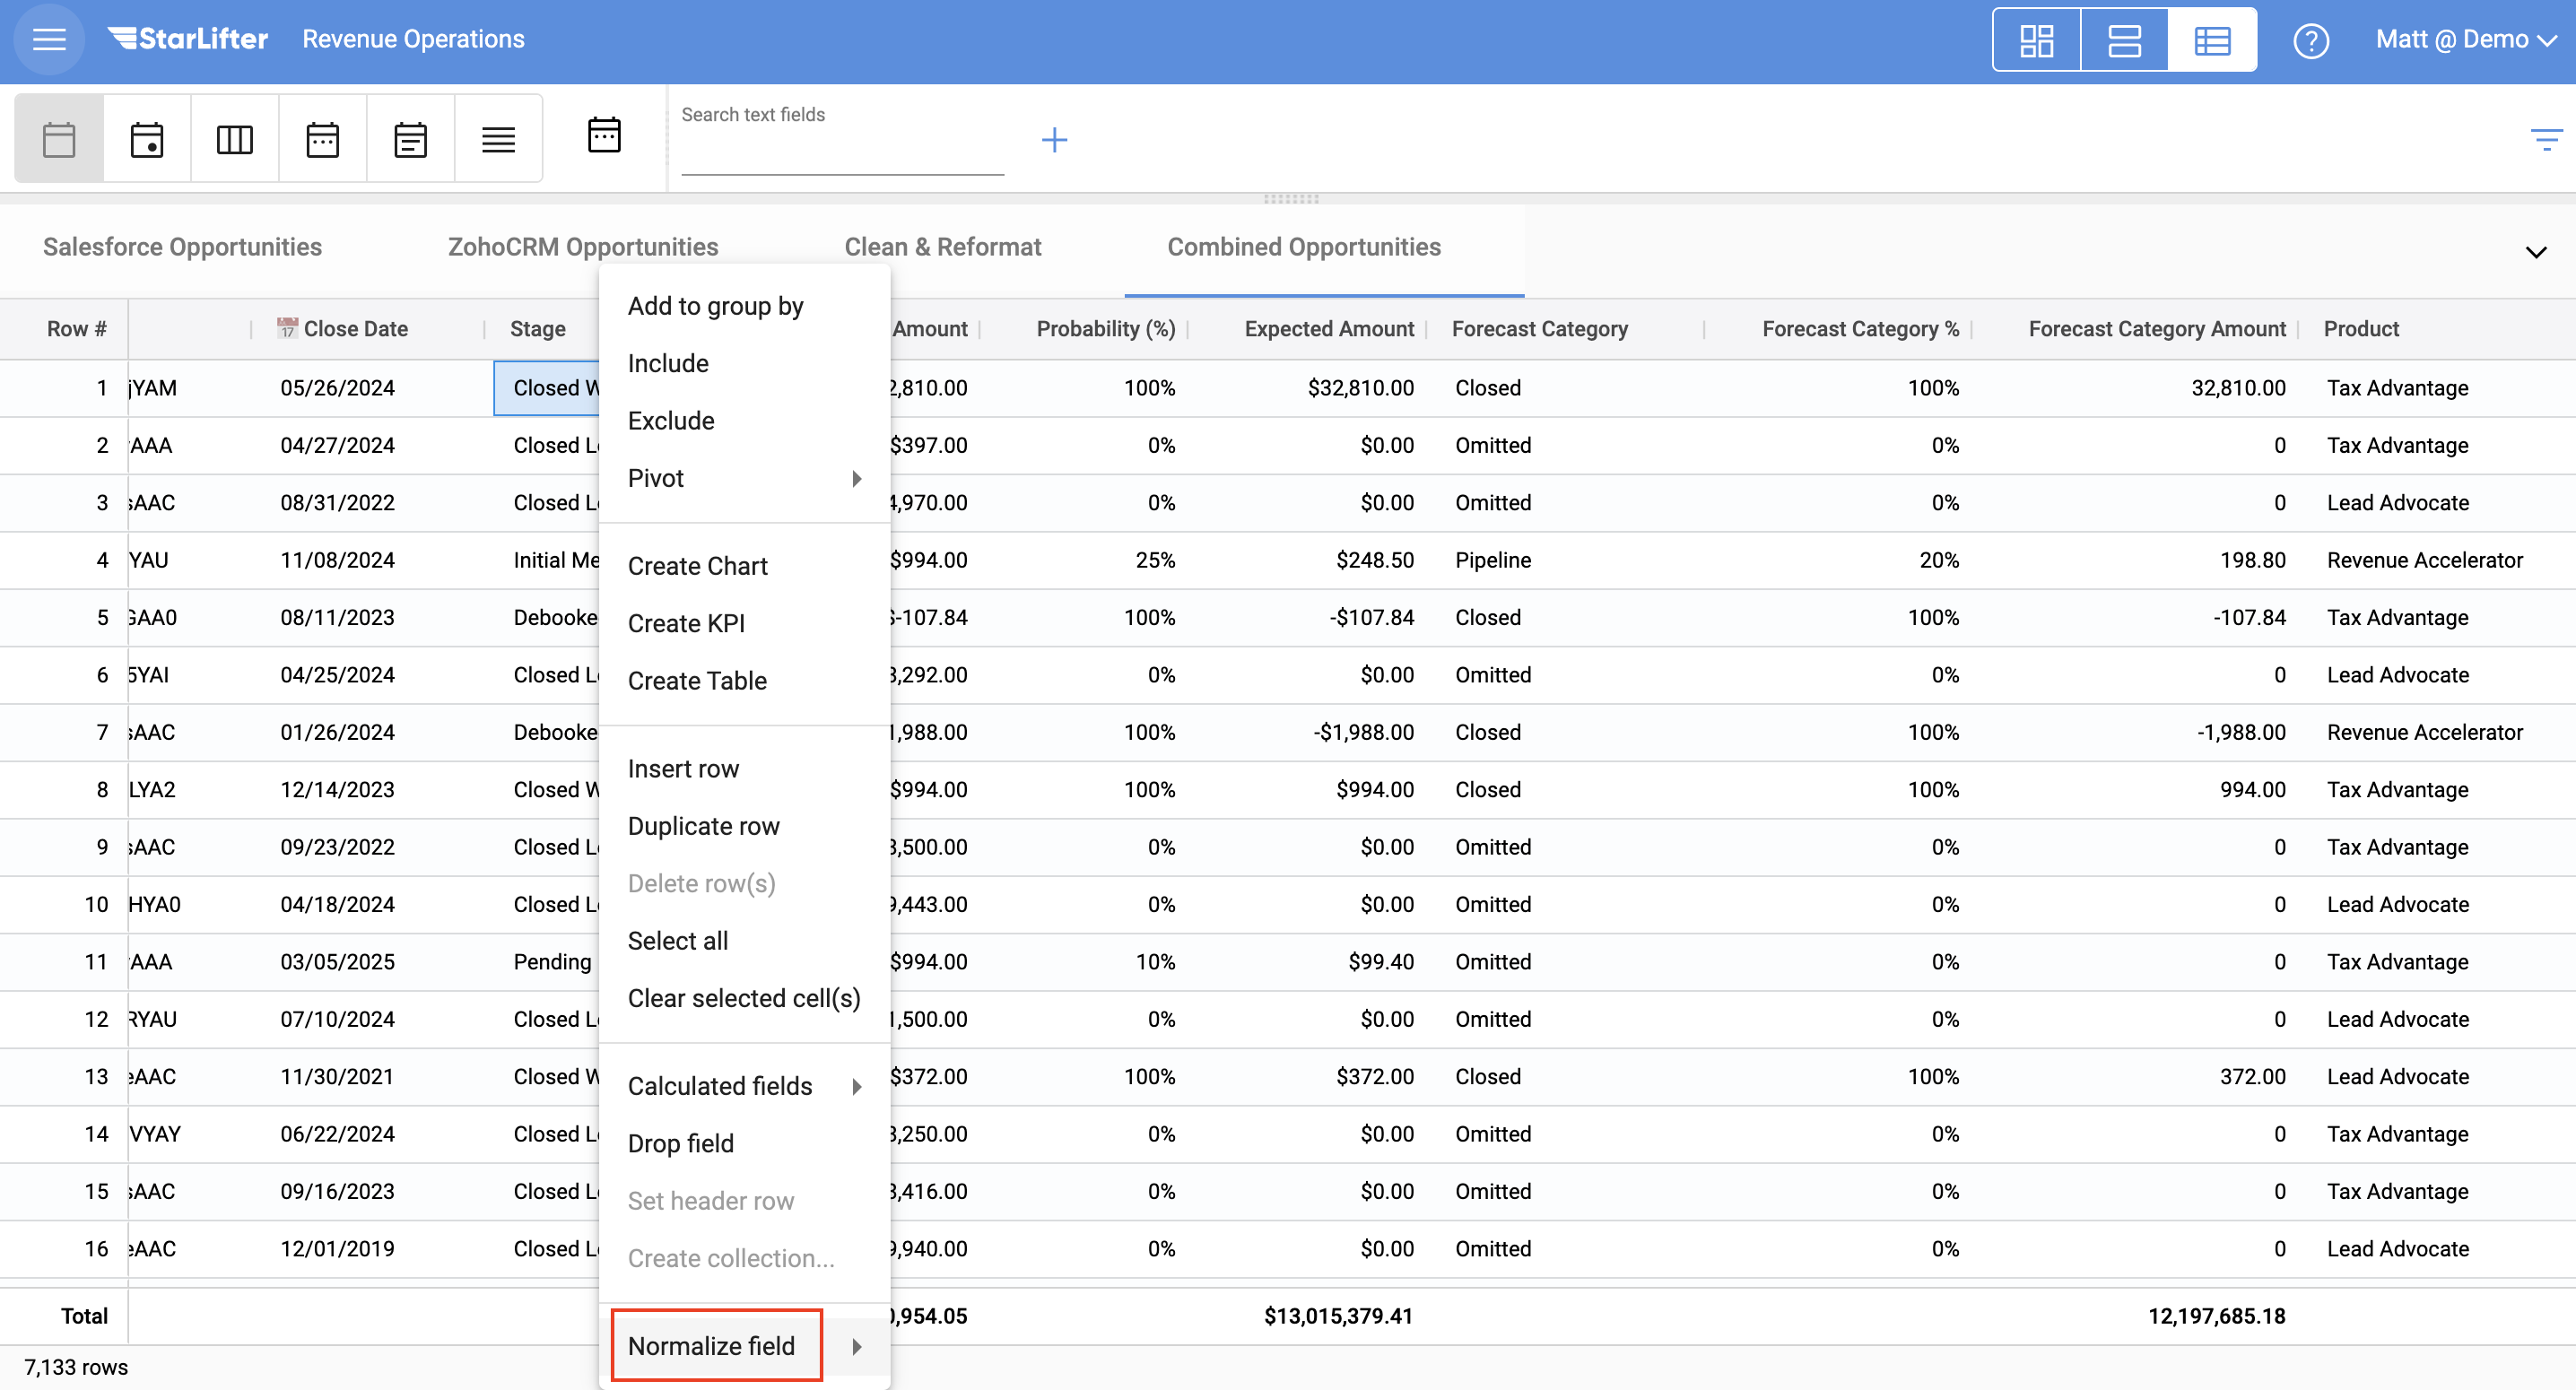 StarLifter Revenue Operations Matt @ Demo
Search text fields
Salesforce Opportunities ZohoCRM Opportunities Clean & Reformat Combined Opportunities
Row # 17 Close Date Stage Amount Probability (%) Expected Amount Forecast Category Forecast Category % Forecast Category Amount Product
1 jYAM 05/26/2024 Closed W 2,810.00 100% $32,810.00 Closed 100% 32,810.00 Tax Advantage
2 AAA 04/27/2024 Closed L $397.00 0% $0.00 Omitted 0% 0 Tax Advantage
3 sAAC 08/31/2022 Closed L 4,970.00 0% $0.00 Omitted 0% 0 Lead Advocate
4 YAU 11/08/2024 Initial Me $994.00 25% $248.50 Pipeline 20% 198.80 Revenue Accelerator
5 GAA0 08/11/2023 Debooke $-107.84 100% -$107.84 Closed 100% -107.84 Tax Advantage
6 5YAI 04/25/2024 Closed L 3,292.00 0% $0.00 Omitted 0% 0 Lead Advocate
7 sAAC 01/26/2024 Debooke 1,988.00 100% -$1,988.00 Closed 100% -1,988.00 Revenue Accelerator
8 LYA2 12/14/2023 Closed W $994.00 100% $994.00 Closed 100% 994.00 Tax Advantage
9 sAAC 09/23/2022 Closed L 3,500.00 0% $0.00 Omitted 0% 0 Tax Advantage
10 HYA0 04/18/2024 Closed L 9,443.00 0% $0.00 Omitted 0% 0 Lead Advocate
11 AAA 03/05/2025 Pending $994.00 10% $99.40 Omitted 0% 0 Tax Advantage
12 RYAU 07/10/2024 Closed L 1,500.00 0% $0.00 Omitted 0% 0 Lead Advocate
13 eAAC 11/30/2021 Closed W $372.00 100% $372.00 Closed 100% 372.00 Lead Advocate
14 VYAY 06/22/2024 Closed L 3,250.00 0% $0.00 Omitted 0% 0 Tax Advantage
15 sAAC 09/16/2023 Closed L 3,416.00 0% $0.00 Omitted 0% 0 Tax Advantage
16 eAAC 12/01/2019 Closed L 9,940.00 0% $0.00 Omitted 0% 0 Lead Advocate
Total 0,954.05 $13,015,379.41 12,197,685.18
7,133 rows
Add to group by
Include
Exclude
Pivot
Create Chart
Create KPI
Create Table
Insert row
Duplicate row
Delete row(s)
Select all
Clear selected cell(s)
Calculated fields
Drop field
Set header row
Create collection...
Normalize field